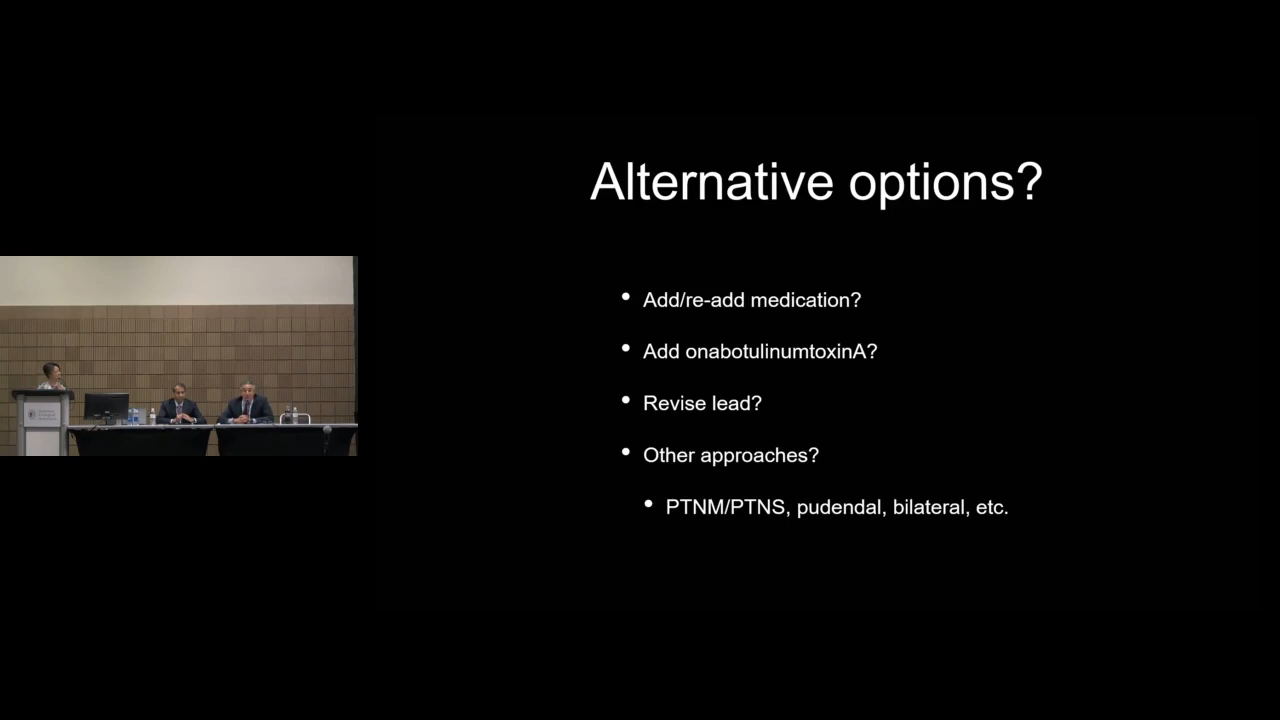 Alternative options?
Add/re-add medication?
Add onabotulinumtoxinA?
Revise lead?
Other approaches?
PTNM/PTNS, pudendal, bilateral, etc.